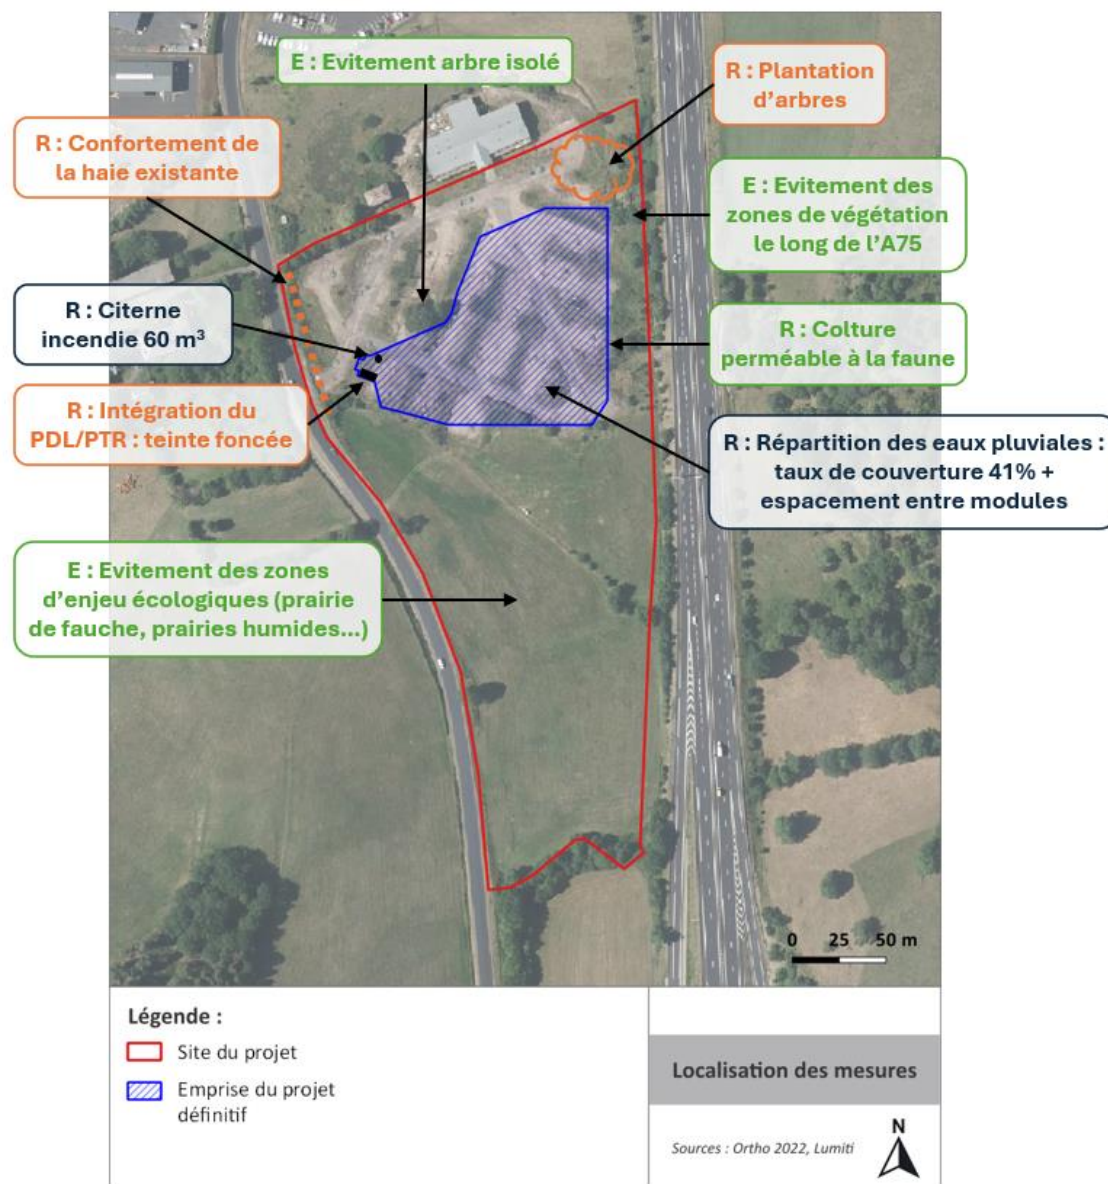 E : Evitement arbre isolé
R : Plantation
d’arbres
R : Confortement de
la haie existante
E : Evitement des
zones de végétation
le long de l’A75
R : Citerne
incendie 60 m³
R : Colture
perméable à la faune
R : Intégration du
PDL/PTR : teinte foncée
R : Répartition des eaux pluviales :
taux de couverture 41% +
espacement entre modules
E : Evitement des zones
d’enjeu écologiques (prairie
de fauche, prairies humides…)
0 25 50 m
Légende :
Site du projet
Emprise du projet
définitif
Localisation des mesures
Sources : Ortho 2022, Lumiti
N